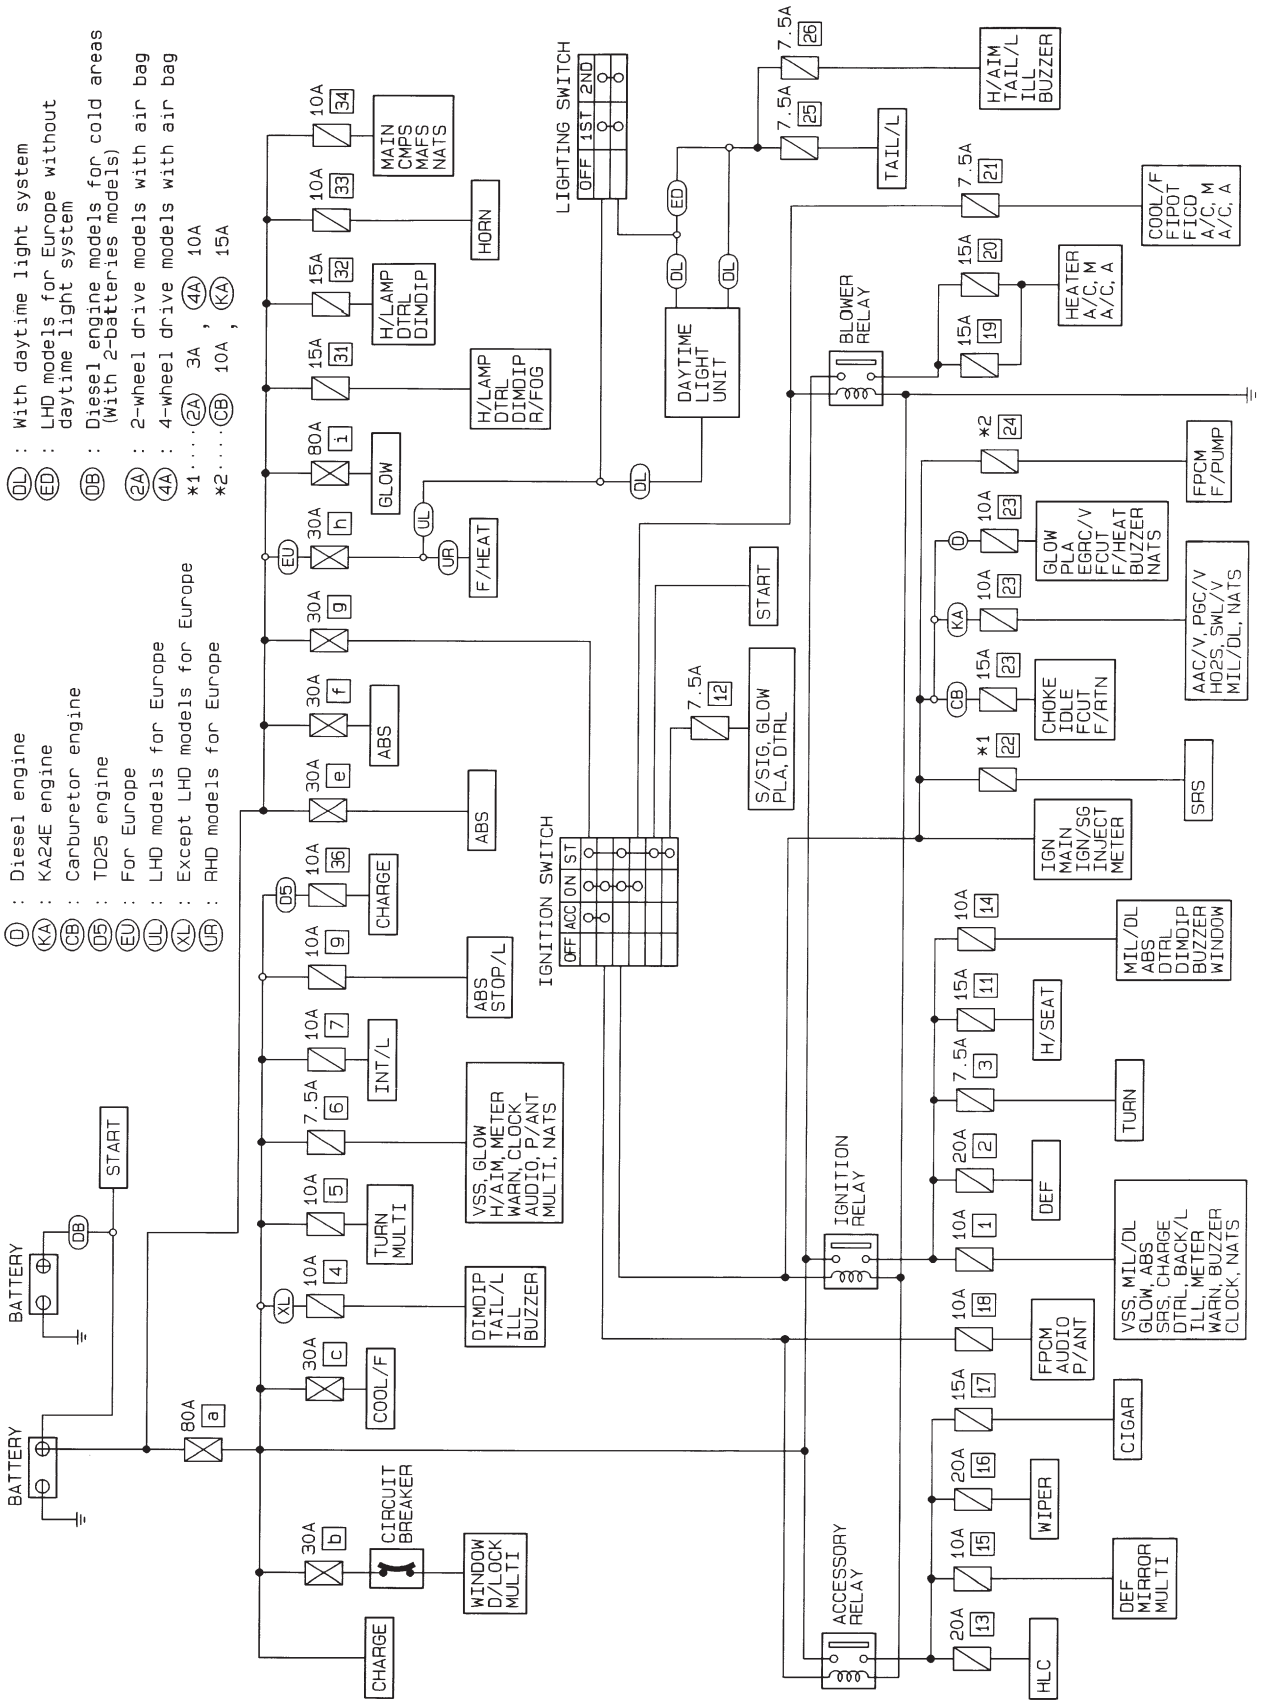 D : Diesel engine
KA : KA24E engine
CB : Carburetor engine
D5 : TD25 engine
EU : For Europe
UL : LHD models for Europe
XL : Except LHD models for Europe
UR : RHD models for Europe
DL : With daytime light system
ED : LHD models for Europe without
daytime light system
DB : Diesel engine models for cold areas
(With 2-batteries models)
2A : 2-wheel drive models with air bag
4A : 4-wheel drive models with air bag
*1····2A 3A , 4A 10A
*2····CB 10A , KA 15A
BATTERY
BATTERY
DB
START
80A
a
CHARGE
30A
b
CIRCUIT
BREAKER
WINDOW
D/LOCK
MULTI
30A
c
COOL/F
XL
10A
4
DIMDIP
TAIL/L
ILL
BUZZER
10A
5
TURN
MULTI
7.5A
6
VSS, GLOW
H/AIM, METER
WARN, CLOCK
AUDIO, P/ANT
MULTI, NATS
10A
7
INT/L
10A
9
ABS
STOP/L
D5
10A
36
CHARGE
30A
e
ABS
30A
f
ABS
30A
g
EU
30A
h
UL
UR
F/HEAT
80A
i
GLOW
15A
31
H/LAMP
DTRL
DIMDIP
R/FOG
15A
32
H/LAMP
DTRL
DIMDIP
10A
33
HORN
10A
34
MAIN
CMPS
MAFS
NATS
IGNITION SWITCH
OFF ACC ON ST
7.5A
12
S/SIG, GLOW
PLA, DTRL
START
LIGHTING SWITCH
OFF 1ST 2ND
DL
DAYTIME
LIGHT
UNIT
DL
DL
ED
7.5A
25
TAIL/L
7.5A
26
H/AIM
TAIL/L
ILL
BUZZER
ACCESSORY
RELAY
20A
13
HLC
10A
15
DEF
MIRROR
MULTI
20A
16
WIPER
15A
17
CIGAR
10A
18
FPCM
AUDIO
P/ANT
IGNITION
RELAY
10A
1
VSS, MIL/DL
GLOW, ABS
SRS, CHARGE
DTRL, BACK/L
ILL, METER
WARN, BUZZER
CLOCK, NATS
20A
2
DEF
7.5A
3
TURN
15A
11
H/SEAT
10A
14
MIL/DL
ABS
DTRL
DIMDIP
BUZZER
WINDOW
IGN
MAIN
IGN/SG
INJECT
METER
*1
22
SRS
CB
15A
23
CHOKE
IDLE
FCUT
F/RTN
KA
10A
23
AAC/V, PGC/V
HO2S, SWL/V
MIL/DL, NATS
D
10A
23
GLOW
PLA
EGRC/V
FCUT
F/HEAT
BUZZER
NATS
*2
24
FPCM
F/PUMP
BLOWER
RELAY
15A
19
15A
20
HEATER
A/C, M
A/C, A
7.5A
21
COOL/F
FIPOT
FICD
A/C, M
A/C, A